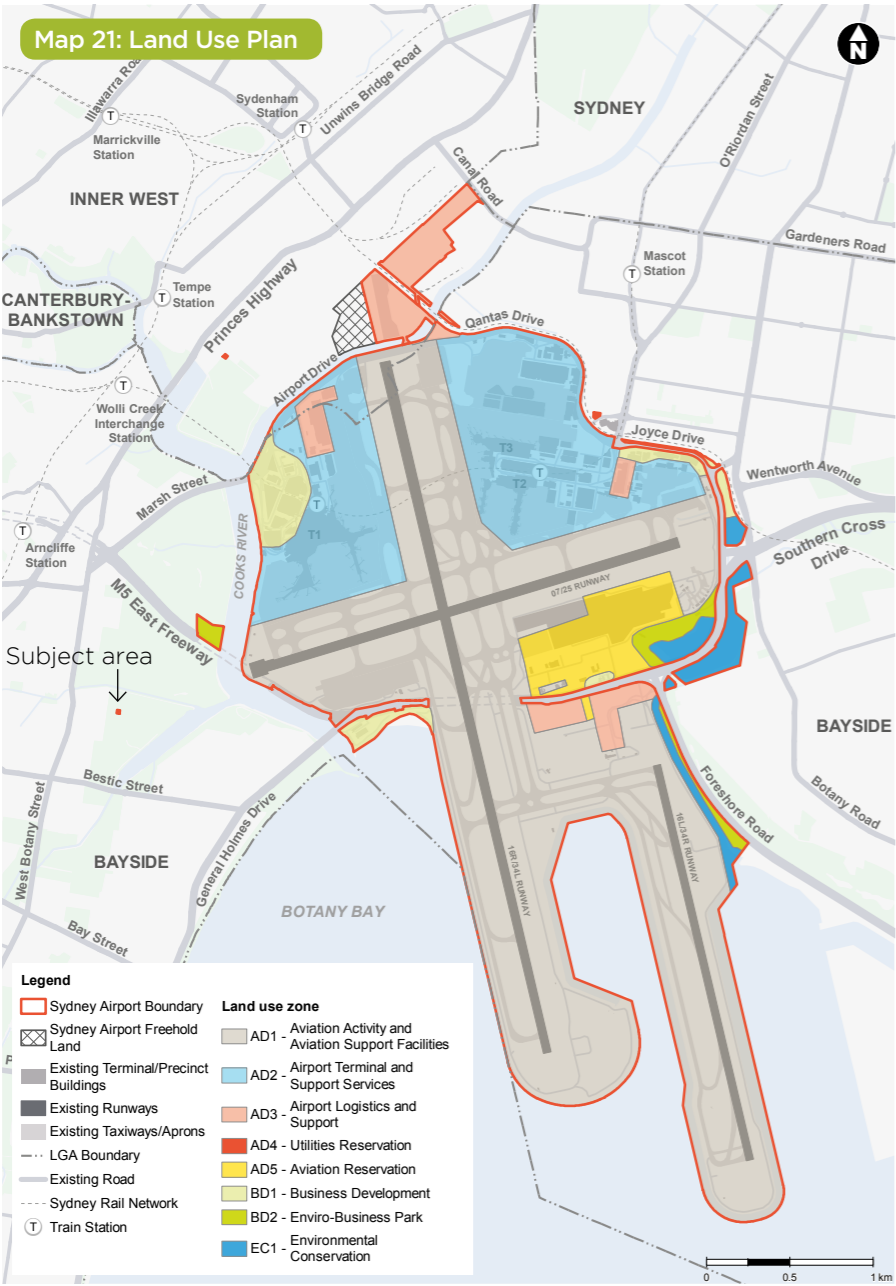 Map 21: Land Use Plan
N
Illawarra Road
Sydenham
Station
Unwins Bridge Road
SYDNEY
O'Riordan Street
T
T
Marrickville
Station
Canal Road
INNER WEST
Gardeners Road
Mascot
Station
T
Tempe
Station
T
CANTERBURY-
BANKSTOWN
Princes Highway
Qantas Drive
Airport Drive
T
Wolli Creek
Interchange
Station
Joyce Drive
T3
T2
T
Wentworth Avenue
Marsh Street
T
T1
Southern Cross
Drive
T
Arncliffe
Station
COOKS RIVER
07/25 RUNWAY
M5 East Freeway
Subject area
BAYSIDE
Bestic Street
Foreshore Road
Botany Road
West Botany Street
General Holmes Drive
16R/34L RUNWAY
16L/34R RUNWAY
BAYSIDE
BOTANY BAY
Bay Street
P
Legend
Sydney Airport Boundary
Sydney Airport Freehold
Land
Existing Terminal/Precinct
Buildings
Existing Runways
Existing Taxiways/Aprons
LGA Boundary
Existing Road
Sydney Rail Network
T Train Station
Land use zone
AD1 - Aviation Activity and
Aviation Support Facilities
AD2 - Airport Terminal and
Support Services
AD3 - Airport Logistics and
Support
AD4 - Utilities Reservation
AD5 - Aviation Reservation
BD1 - Business Development
BD2 - Enviro-Business Park
EC1 - Environmental
Conservation
0 0.5 1 km